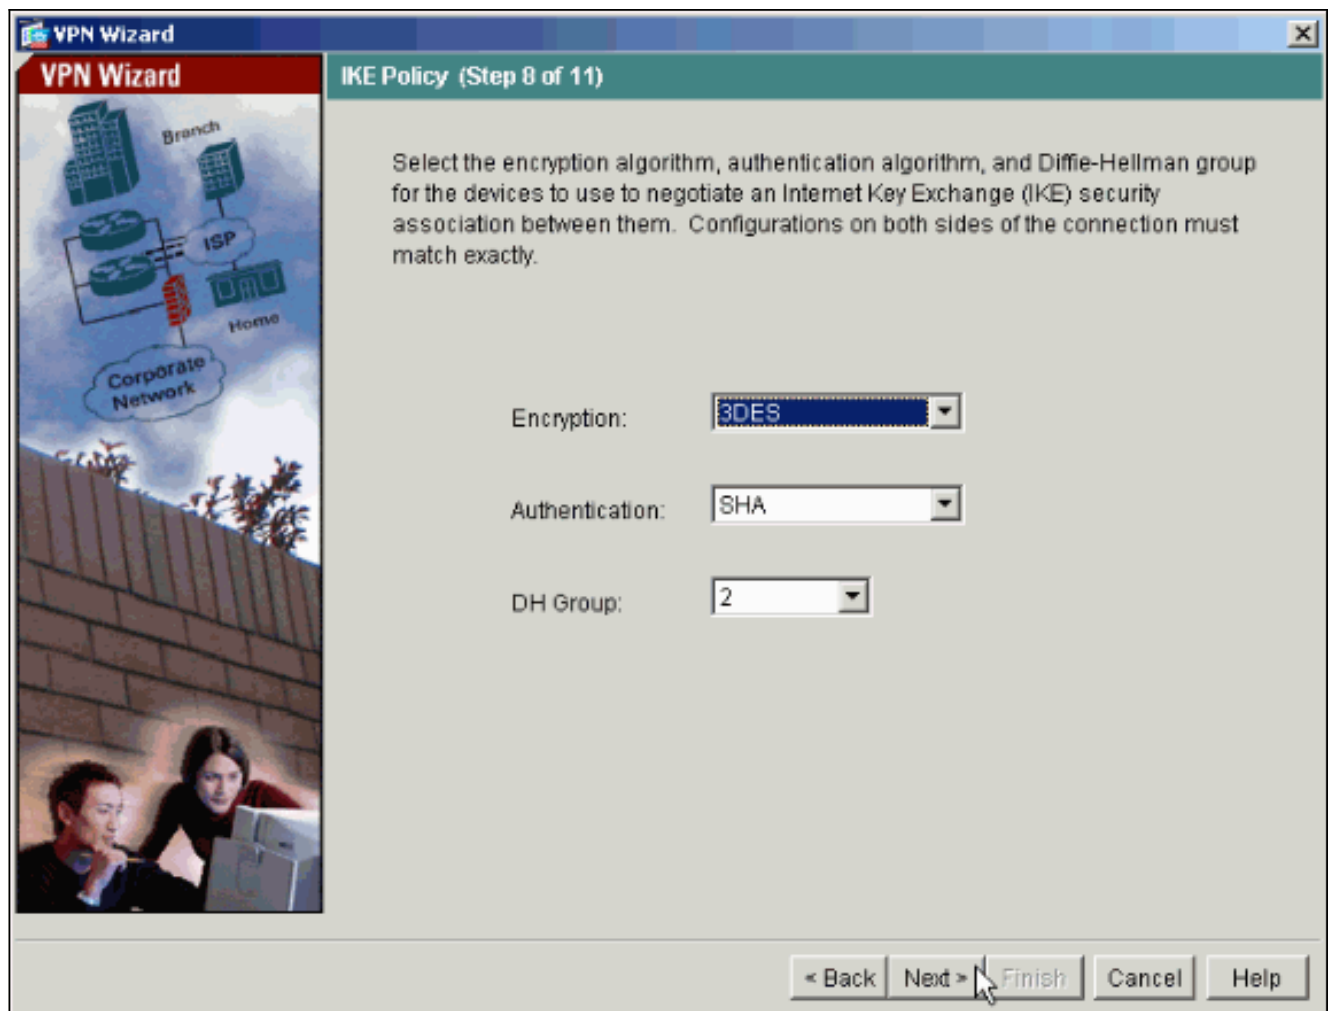 VPN Wizard
VPN Wizard
IKE Policy (Step 8 of 11)
Branch
ISP
Home
Corporate
Network
Select the encryption algorithm, authentication algorithm, and Diffie-Hellman group
for the devices to use to negotiate an Internet Key Exchange (IKE) security
association between them. Configurations on both sides of the connection must
match exactly.
Encryption: 3DES
Authentication: SHA
DH Group: 2
< Back Next > Finish Cancel Help